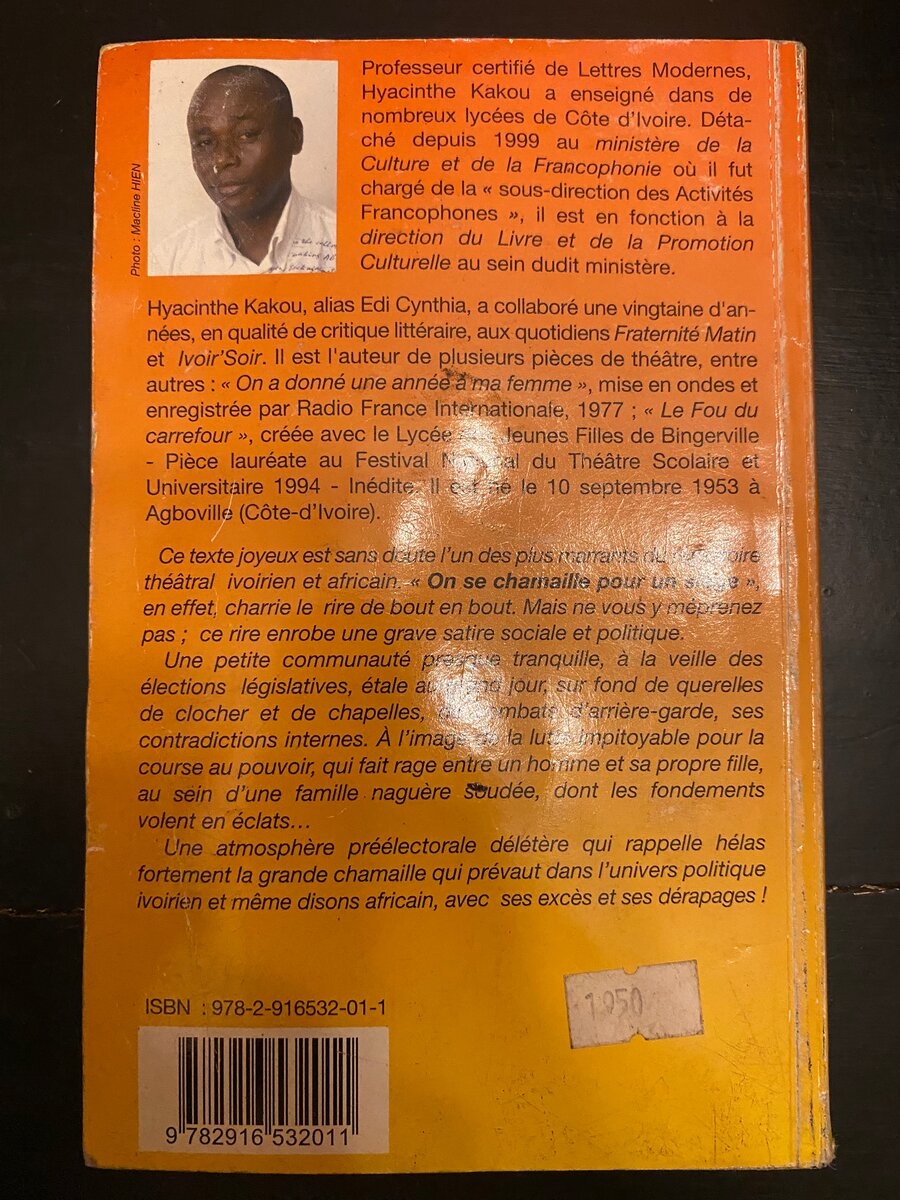 Professeur certifié de Lettres Modernes,
Hyacinthe Kakou a enseigné dans de
nombreux lycées de Côte d'Ivoire. Déta-
ché depuis 1999 au ministère de la
Culture et de la Francophonie où il fut
chargé de la « sous-direction des Activités
Francophones », il est en fonction à la
direction du Livre et de la Promotion
Culturelle au sein dudit ministère.
Photo : Macline HIEN
Hyacinthe Kakou, alias Edi Cynthia, a collaboré une vingtaine d'an-
nées, en qualité de critique littéraire, aux quotidiens Fraternité Matin
et Ivoir'Soir. Il est l'auteur de plusieurs pièces de théâtre, entre
autres : « On a donné une année à ma femme », mise en ondes et
enregistrée par Radio France Internationale, 1977 ; « Le Fou du
carrefour », créée avec le Lycée Jeunes Filles de Bingerville
- Pièce lauréate au Festival National du Théâtre Scolaire et
Universitaire 1994 - Inédite. Il est né le 10 septembre 1953 à
Agboville (Côte-d'Ivoire).
Ce texte joyeux est sans doute l'un des plus marrants du répertoire
théâtral ivoirien et africain. « On se chamaille pour un siège »,
en effet, charrie le rire de bout en bout. Mais ne vous y méprenez
pas ; ce rire enrobe une grave satire sociale et politique.
Une petite communauté presque tranquille, à la veille des
élections législatives, étale au grand jour, sur fond de querelles
de clocher et de chapelles, de combats d'arrière-garde, ses
contradictions internes. À l'image de la lutte impitoyable pour la
course au pouvoir, qui fait rage entre un homme et sa propre fille,
au sein d'une famille naguère soudée, dont les fondements
volent en éclats...
Une atmosphère préélectorale délétère qui rappelle hélas
fortement la grande chamaille qui prévaut dans l'univers politique
ivoirien et même disons africain, avec ses excès et ses dérapages !
ISBN : 978-2-916532-01-1
1950
9 782916 532011